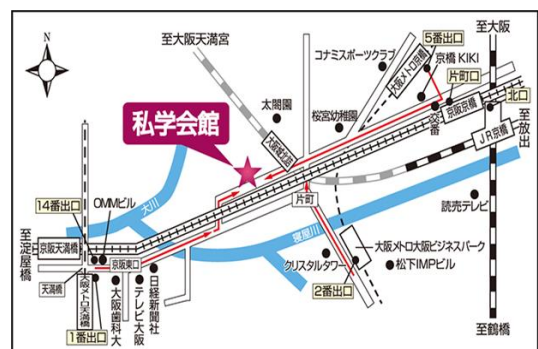 至大阪
至大阪天満宮
コナミスポーツクラブ
5番出口
京橋KIKI
大阪メトロ京橋
片町口
太閤園
桜宮幼稚園
交番
京阪京橋
北口
至放出
JR京橋
大阪城北詰
私学会館
片町
14番出口
OMMビル
大川
寝屋川
読売テレビ
至淀屋橋
京阪天満橋
天満橋
京阪東口
大阪メトロ天満橋
1番出口
大阪歯科大
テレビ大阪
日経新聞社
クリスタルタワー
大阪メトロ大阪ビジネスパーク
松下IMPビル
2番出口
至鶴橋
N